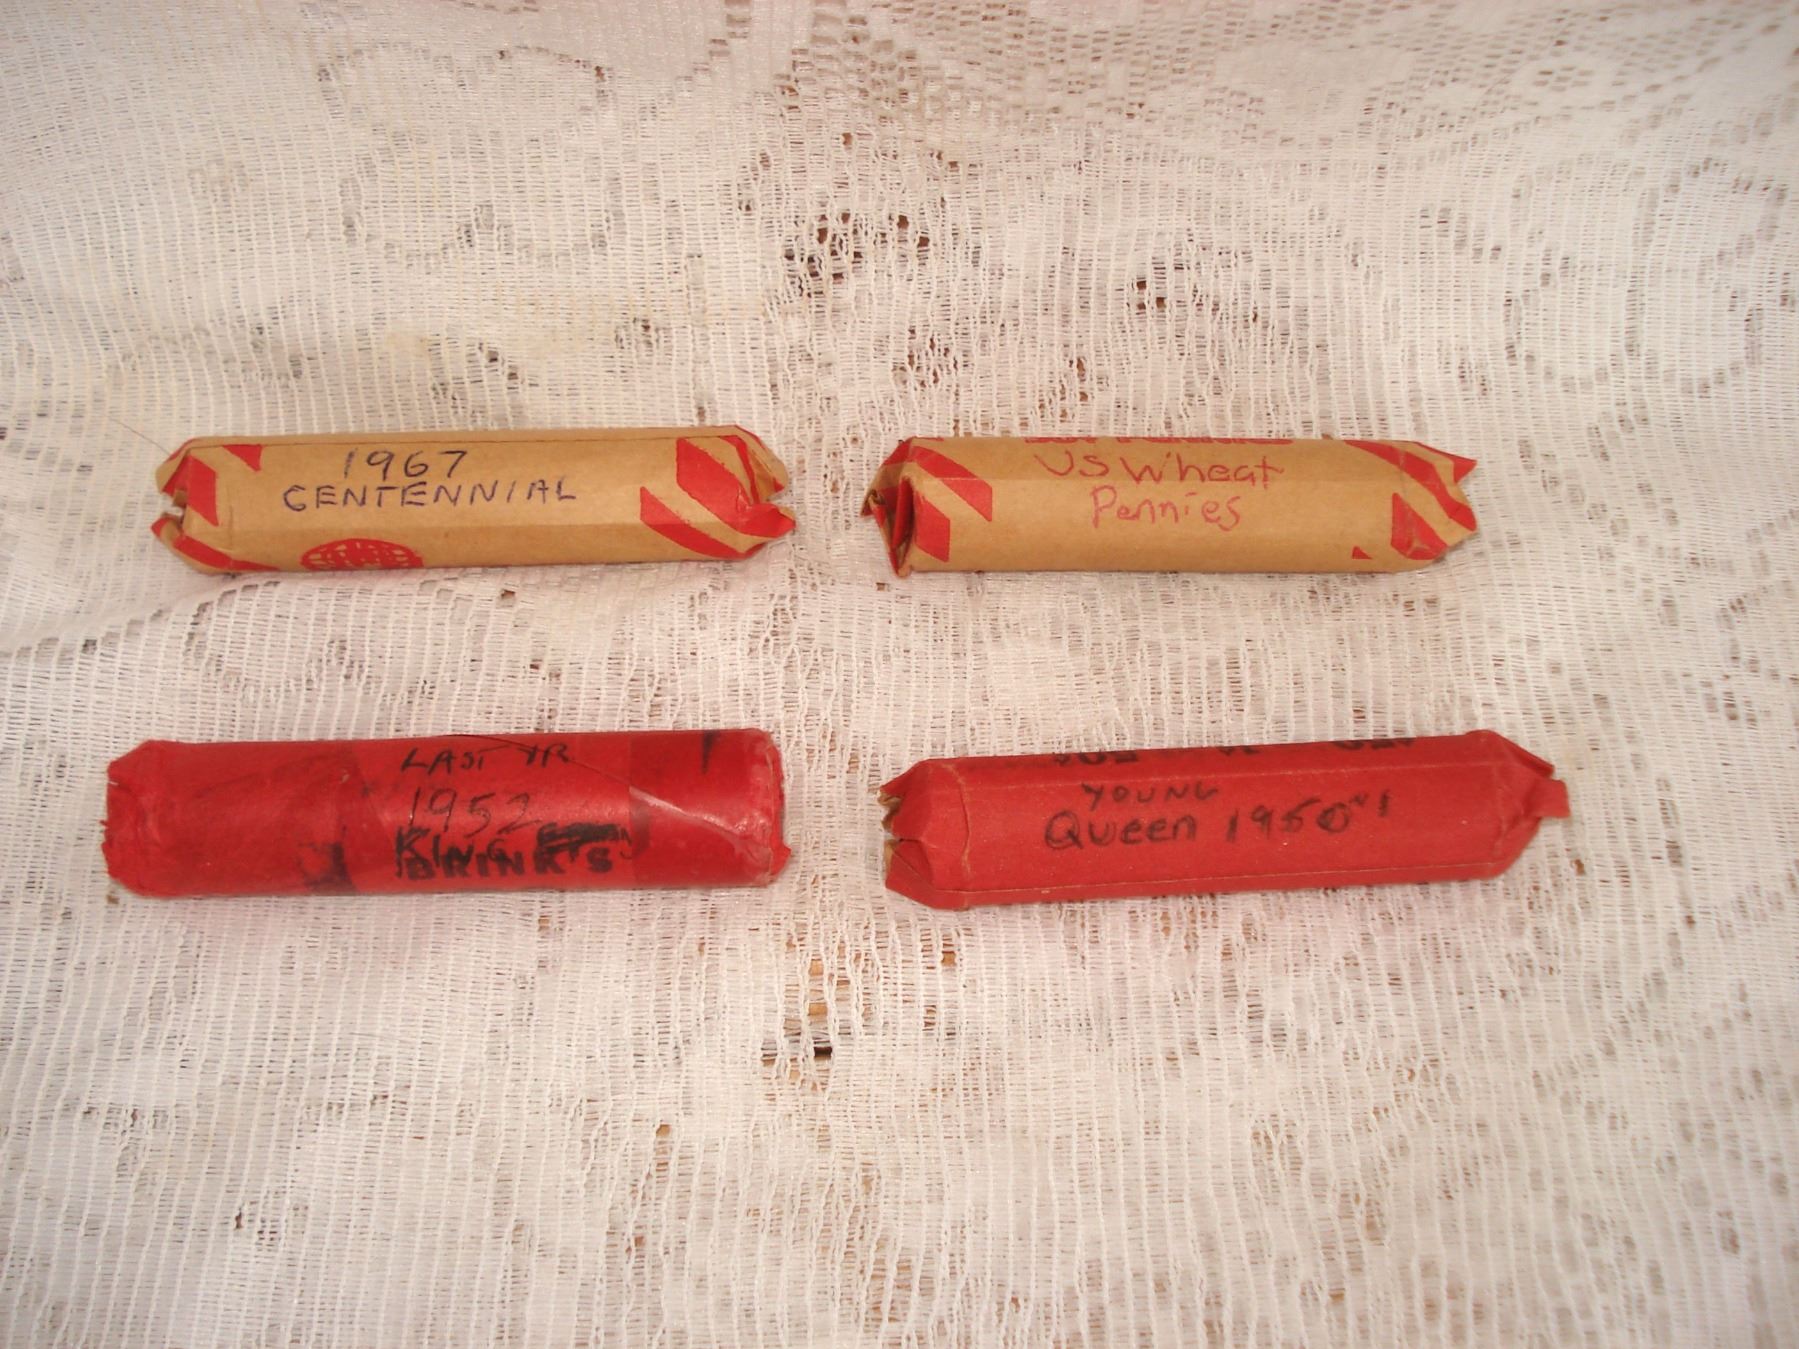 1967
CENTENNIAL
US Wheat
Pennies
LAST YR
1952
KING
BRINK'S
YOUNG
Queen 1950"s